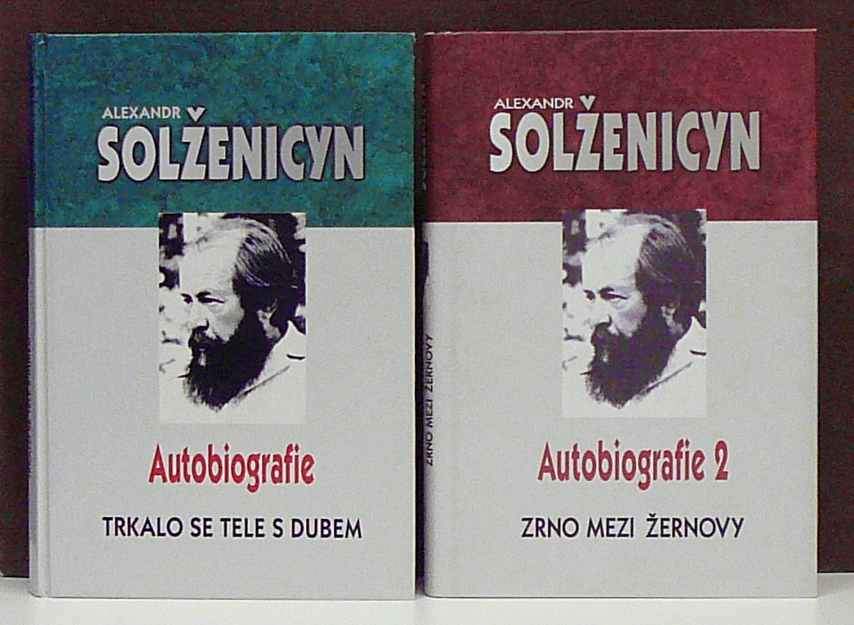 ALEXANDR
SOLŽENICYN
Autobiografie
TRKALO SE TELE S DUBEM
ZRNO MEZI ŽERNOVY
ALEXANDR
SOLŽENICYN
Autobiografie 2
ZRNO MEZI ŽERNOVY